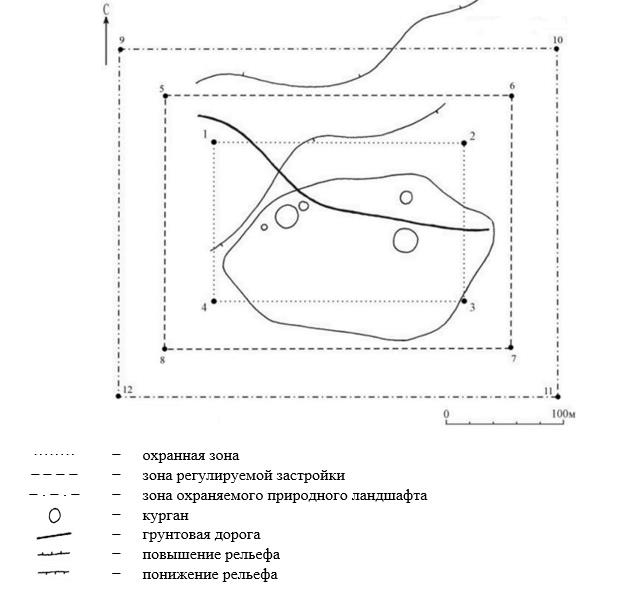 С
9
10
5
6
1
2
4
3
8
7
12
11
0
100м
– охранная зона
– зона регулируемой застройки
– зона охраняемого природного ландшафта
– курган
– грунтовая дорога
– повышение рельефа
– понижение рельефа